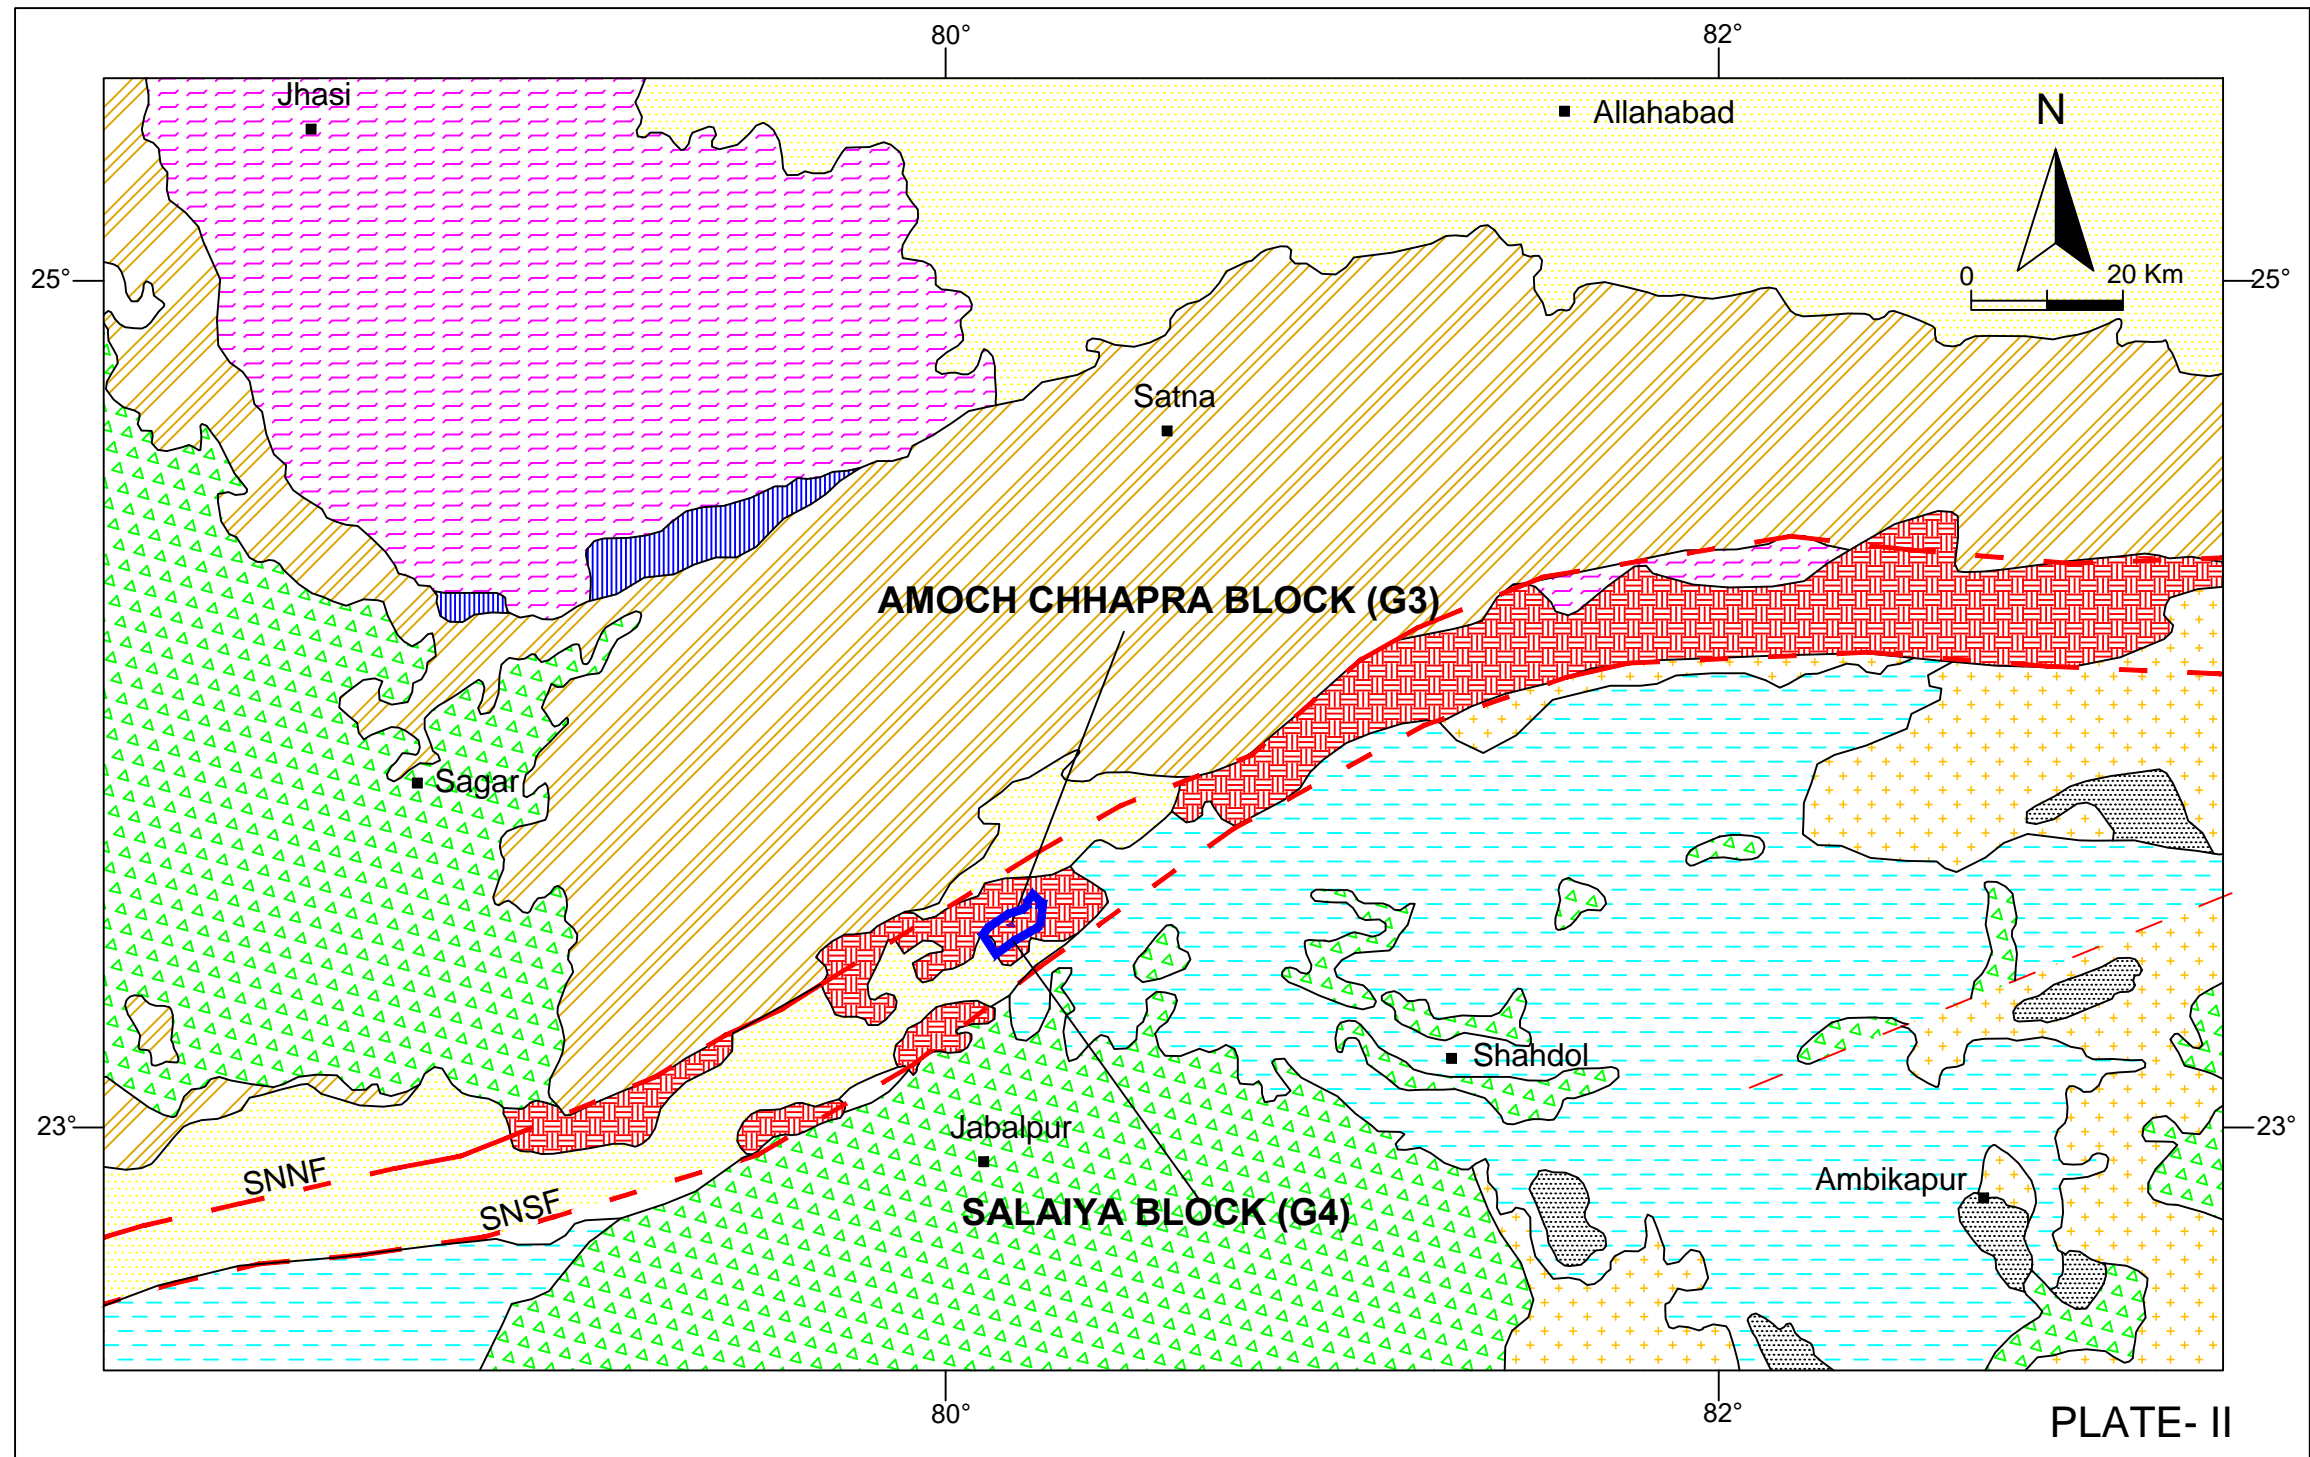 80°
82°
Jhasi
Allahabad
N
25°
0
20 Km
25°
Satna
AMOCH CHHAPRA BLOCK (G3)
Sagar
Shahdol
23°
Jabalpur
23°
SNNF
Ambikapur
SNSF
SALAIYA BLOCK (G4)
80°
82°
PLATE- II